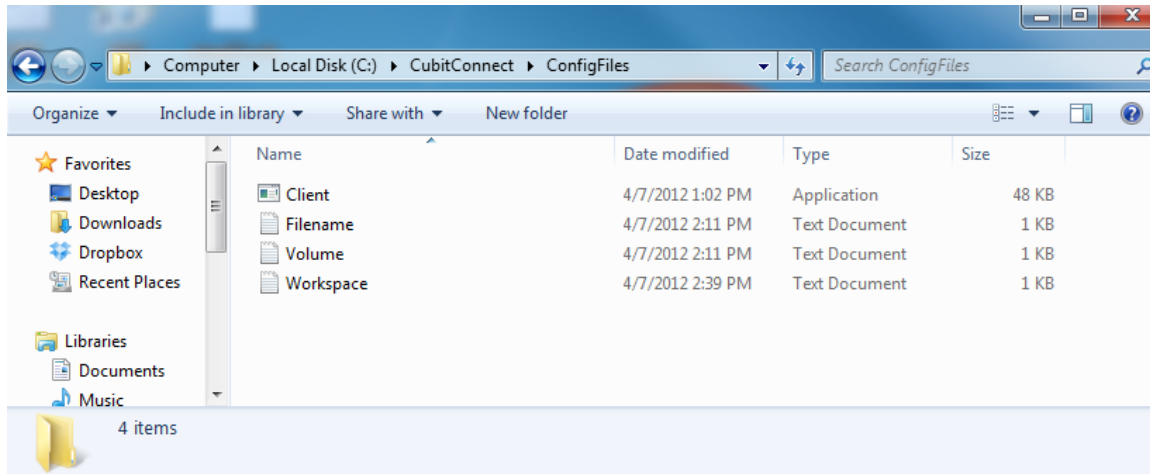 Computer Local Disk (C:) CubitConnect ConfigFiles Search ConfigFiles
Organize Include in library Share with New folder
Favorites
Desktop
Downloads
Dropbox
Recent Places
Libraries
Documents
Music
Name Date modified Type Size
Client 4/7/2012 1:02 PM Application 48 KB
Filename 4/7/2012 2:11 PM Text Document 1 KB
Volume 4/7/2012 2:11 PM Text Document 1 KB
Workspace 4/7/2012 2:39 PM Text Document 1 KB
4 items